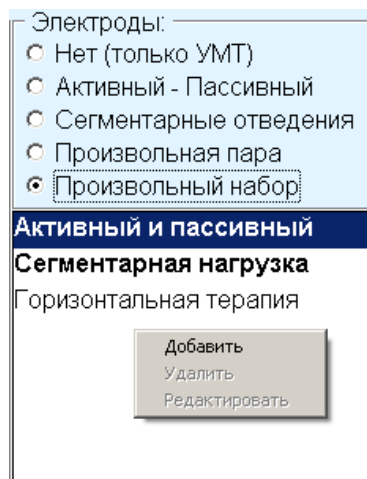 Электроды:
Нет (только УМТ)
Активный - Пассивный
Сегментарные отведения
Произвольная пара
Произвольный набор
Активный и пассивный
Сегментарная нагрузка
Горизонтальная терапия
Добавить
Удалить
Редактировать